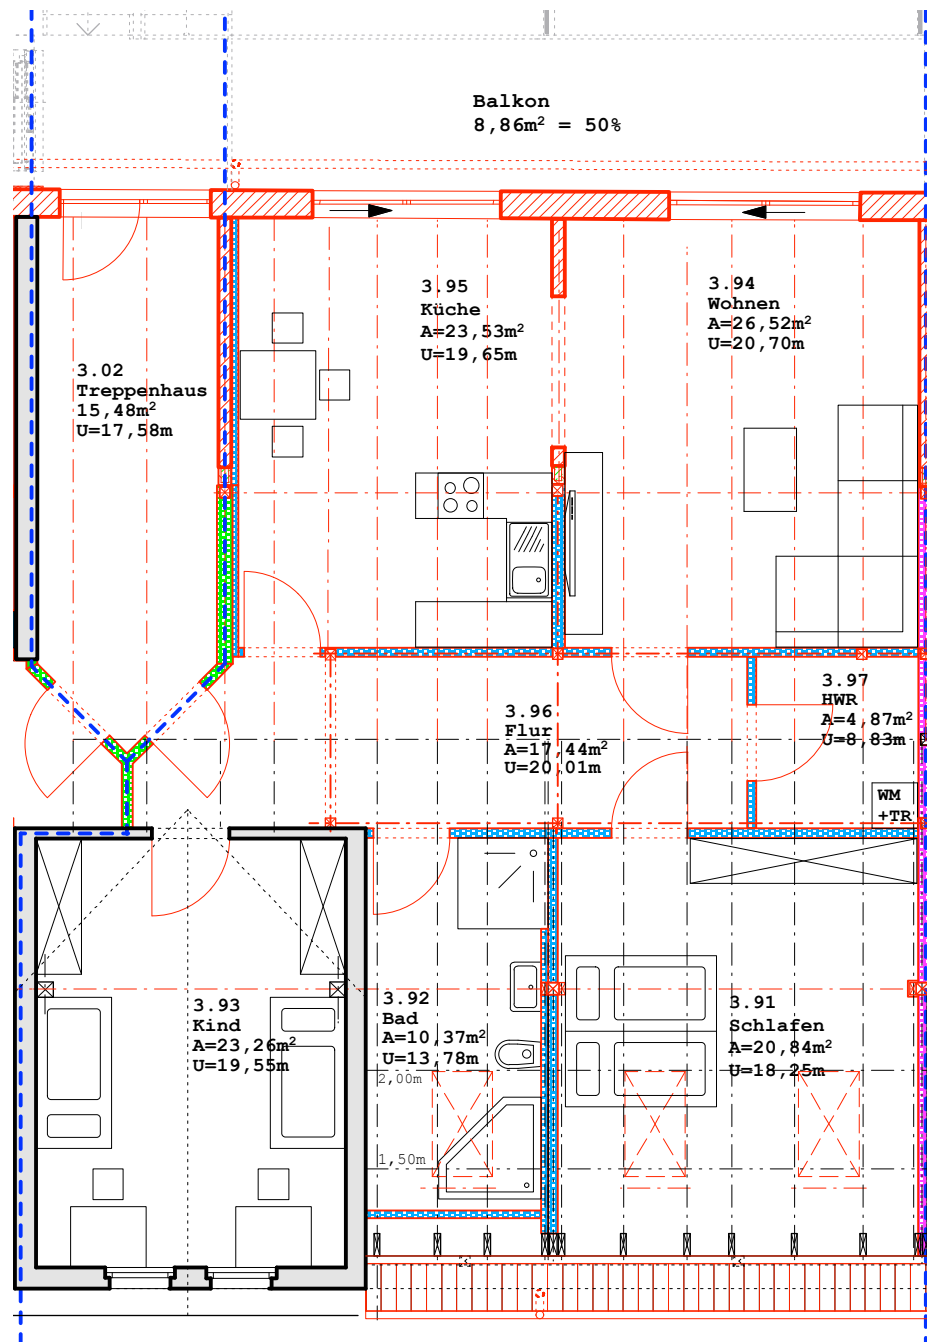 Balkon
8,86m² = 50%
3.95
Küche
A=23,53m²
U=19,65m
3.94
Wohnen
A=26,52m²
U=20,70m
3.02
Treppenhaus
15,48m²
U=17,58m
3.97
HWR
A=4,87m²
U=8,83m
3.96
Flur
A=17,44m²
U=20,01m
WM
+TR
3.93
Kind
A=23,26m²
U=19,55m
3.92
Bad
A=10,37m²
U=13,78m
2,00m
3.91
Schlafen
A=20,84m²
U=18,25m
1,50m